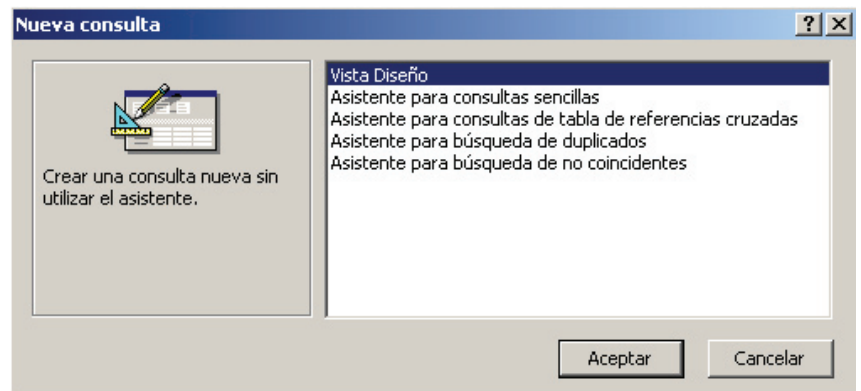 Nueva consulta
Crear una consulta nueva sin
utilizar el asistente.
Vista Diseño
Asistente para consultas sencillas
Asistente para consultas de tabla de referencias cruzadas
Asistente para búsqueda de duplicados
Asistente para búsqueda de no coincidentes
Aceptar
Cancelar